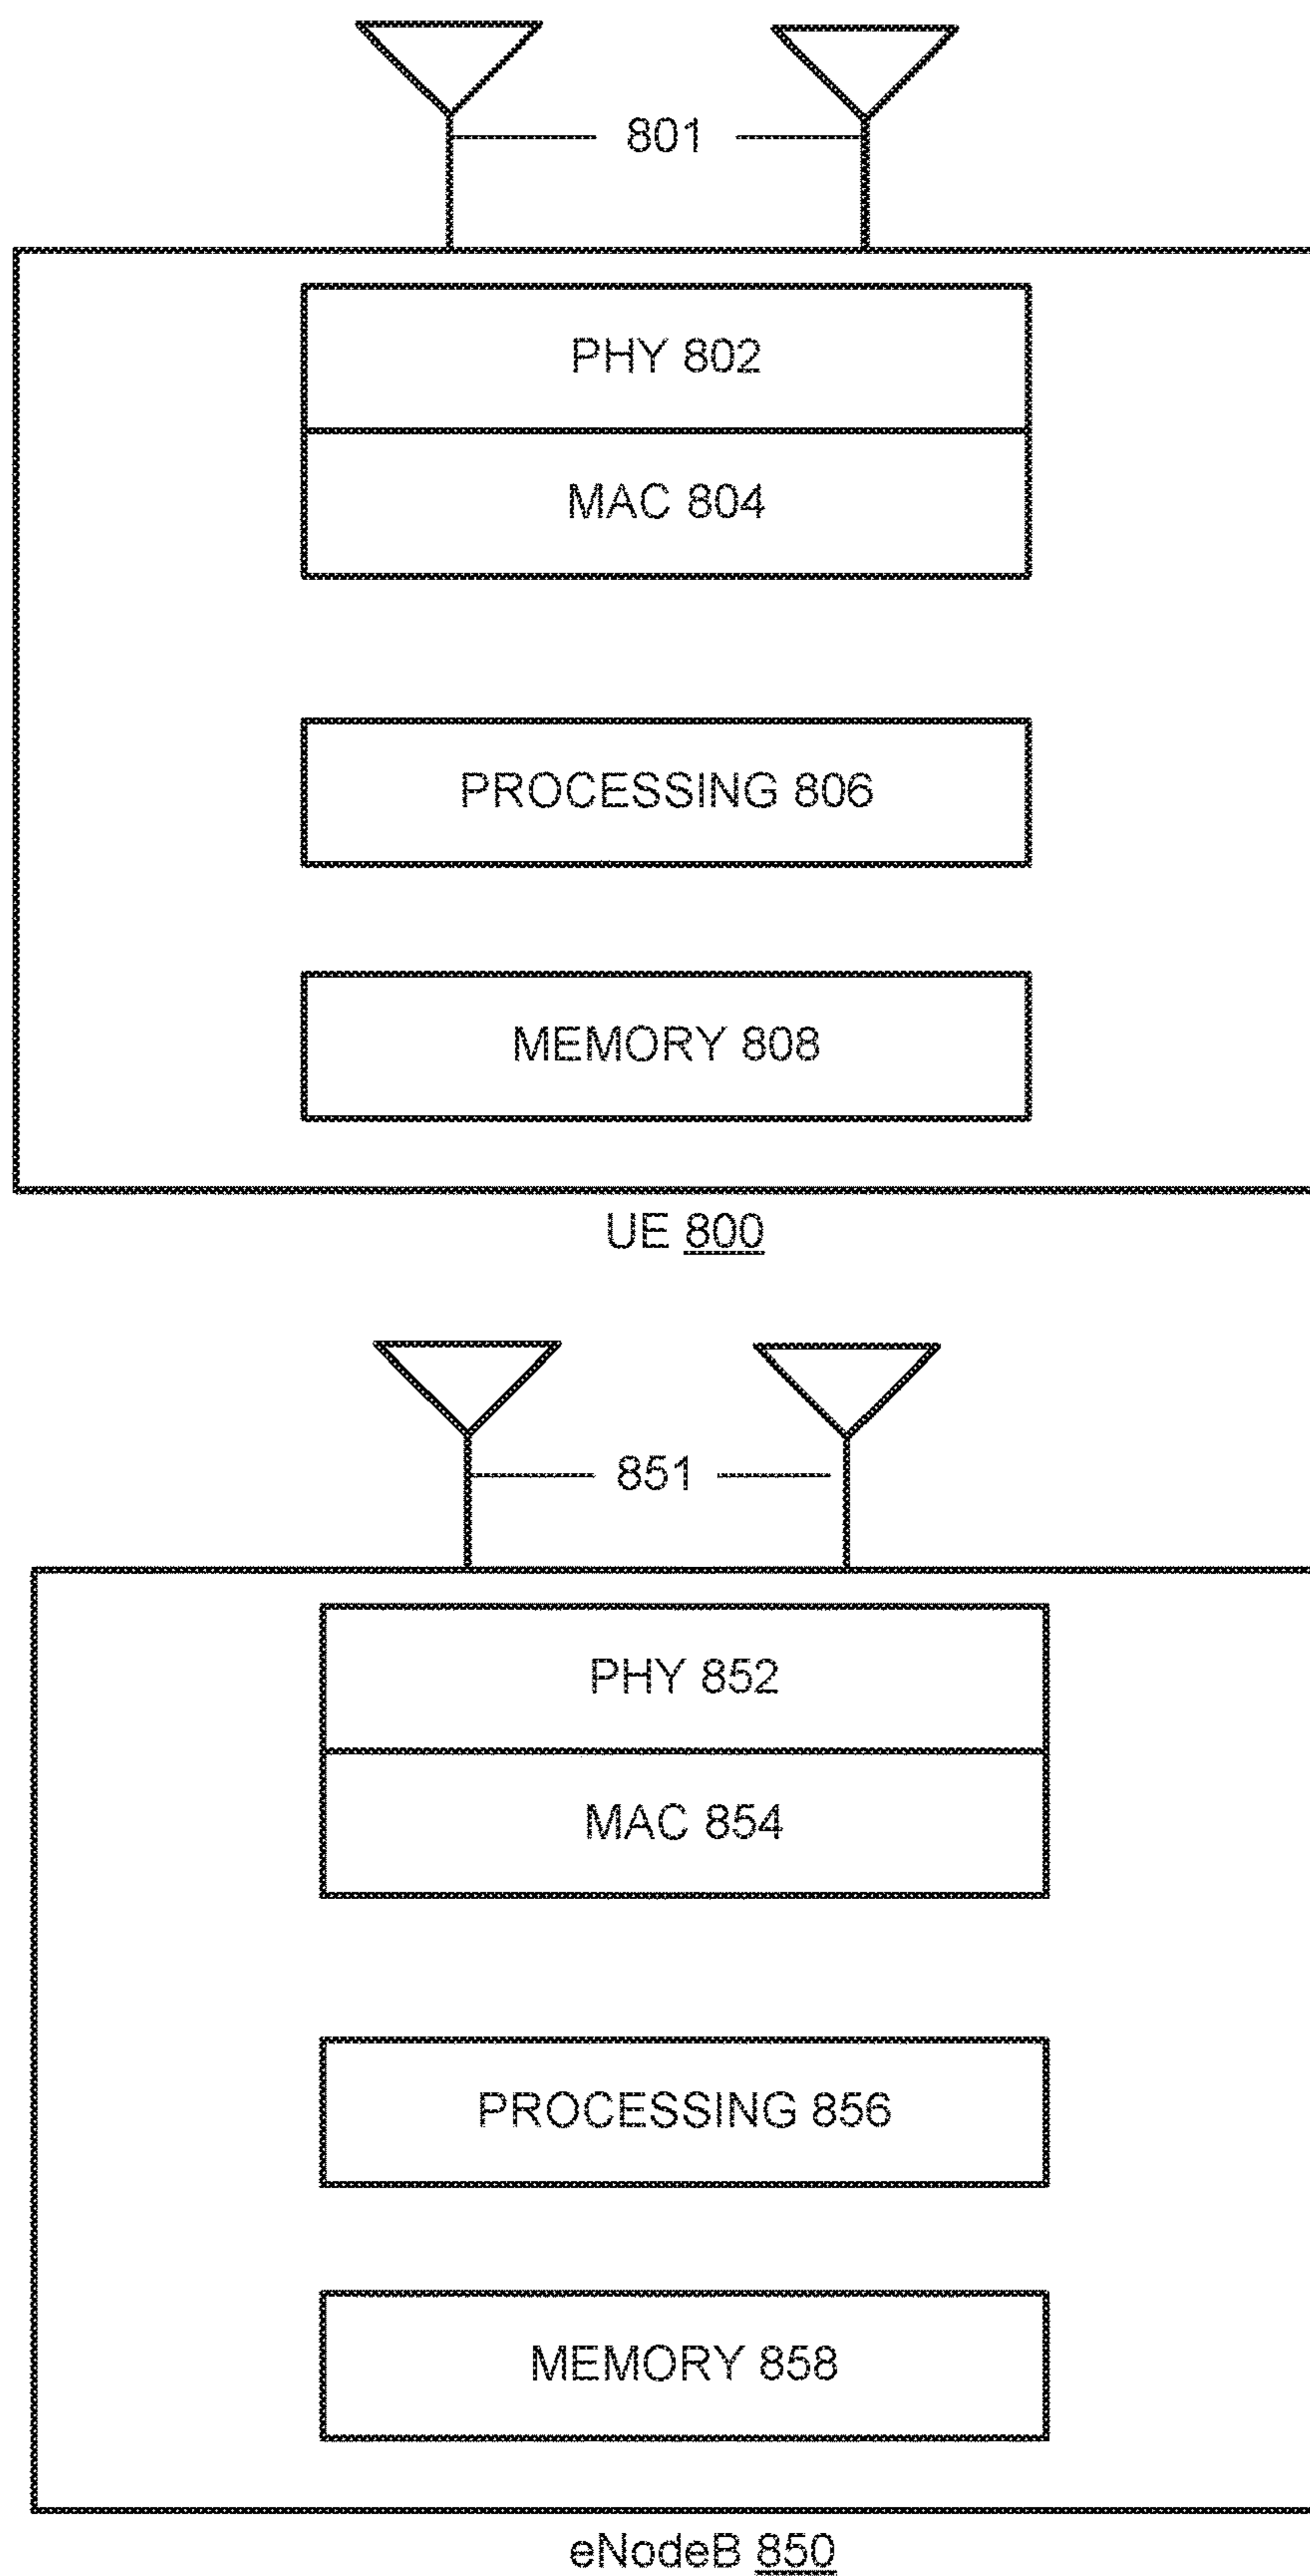 801
PHY 802
MAC 804
PROCESSING 806
MEMORY 808
UE 800
851
PHY 852
MAC 854
PROCESSING 856
MEMORY 858
eNodeB 850